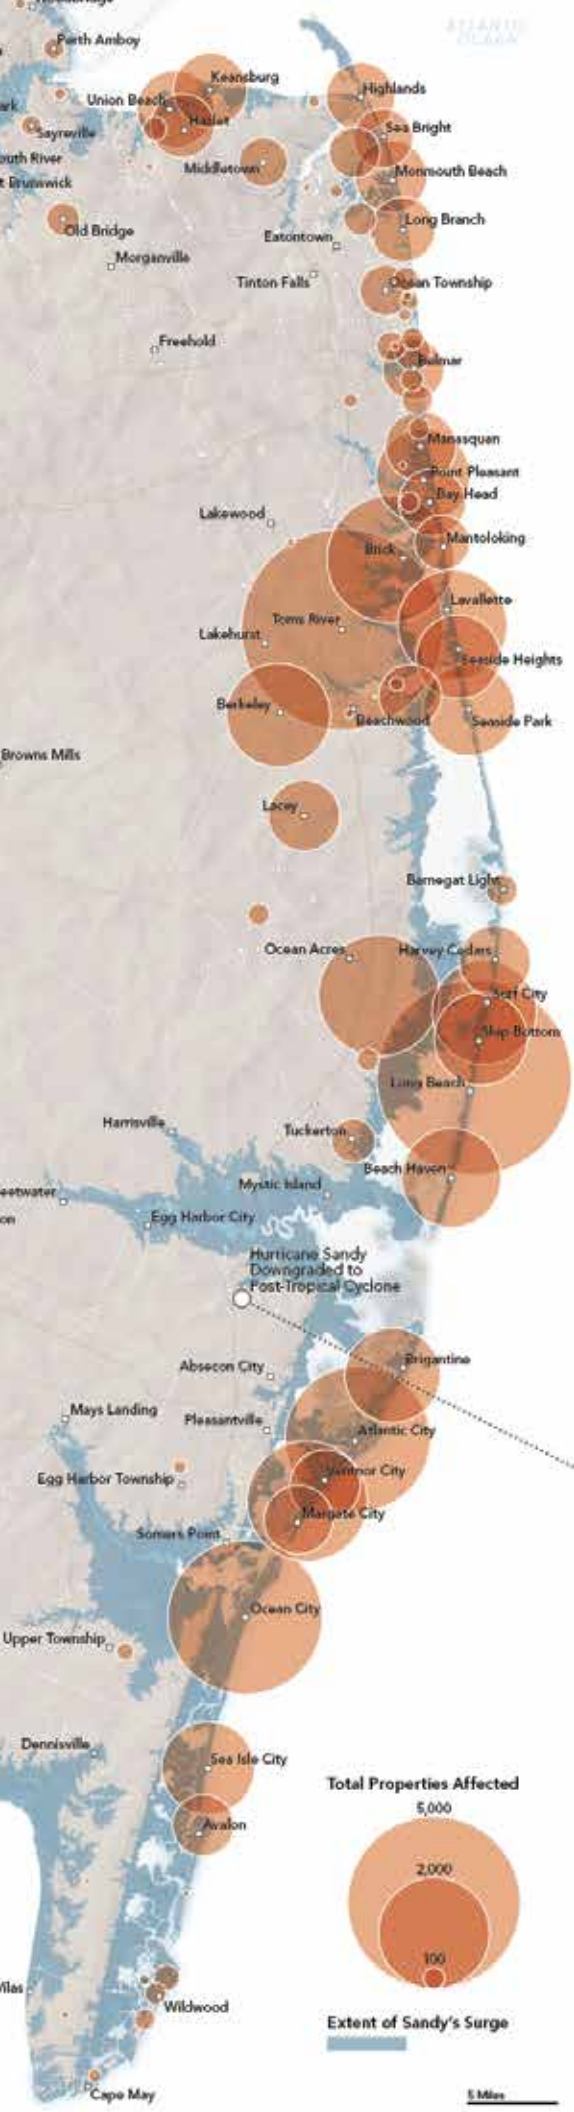 ATLANTIC
OCEAN
Perth Amboy
Keansburg
Union Beach
Highlands
Hazlet
Sayreville
Sea Bright
Middletown
Monmouth Beach
Long Branch
Old Bridge
Eatontown
Morganville
Tinton Falls
Ocean Township
Freehold
Belmar
Manasquan
Point Pleasant
Bay Head
Lakewood
Mantoloking
Brick
Lavallette
Toms River
Lakehurst
Seaside Heights
Berkeley
Beachwood
Seaside Park
Browns Mills
Lacey
Barnegat Light
Ocean Acres
Harvey Cedars
Surf City
Ship Bottom
Long Beach
Harrisville
Tuckerton
Beach Haven
Mystic Island
eetwater
on
Egg Harbor City
Hurricane Sandy
Downgraded to
Post-Tropical Cyclone
Brigantine
Absecon City
Mays Landing
Pleasantville
Atlantic City
Ventnor City
Egg Harbor Township
Margate City
Somers Point
Ocean City
Upper Township
Dennisville
Sea Isle City
Total Properties Affected
5,000
Avalon
2,000
100
Wildwood
Extent of Sandy's Surge
5 Miles
Cape May